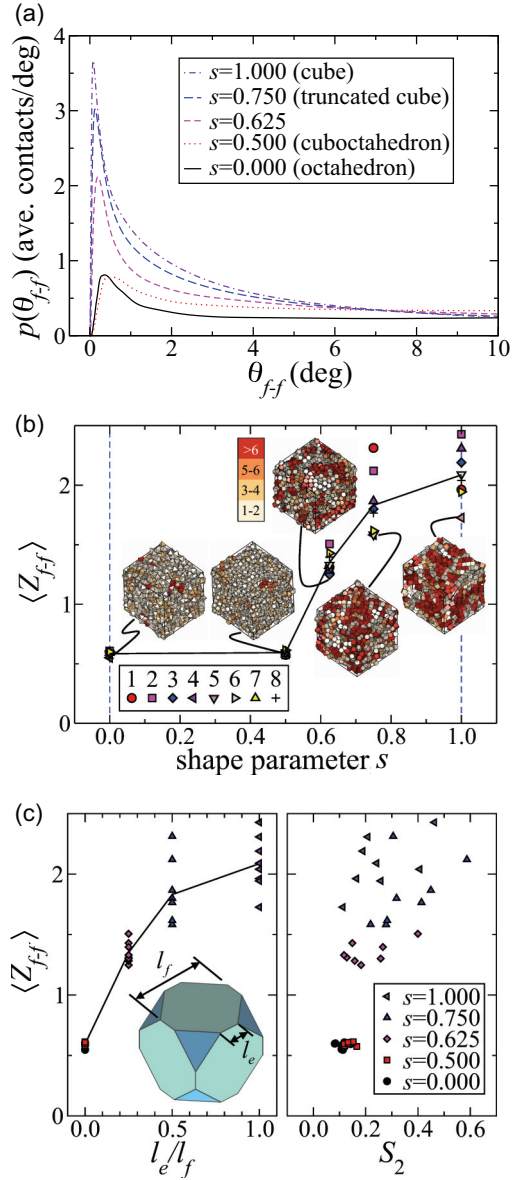 (a)
4
3
2
1
0
p(θf-f) (ave. contacts/deg)
s=1.000 (cube)
s=0.750 (truncated cube)
s=0.625
s=0.500 (cuboctahedron)
s=0.000 (octahedron)
0 2 4 6 8 10
θf-f (deg)
(b)
2
1
0
⟨Zf-f⟩
>6
5-6
3-4
1-2
1 2 3 4 5 6 7 8
0.0 0.2 0.4 0.6 0.8 1.0
shape parameter s
(c)
2
1
0
⟨Zf-f⟩
lf
le
s=1.000
s=0.750
s=0.625
s=0.500
s=0.000
0.0 0.5 1.0 0.0 0.2 0.4 0.6
le/lf S2